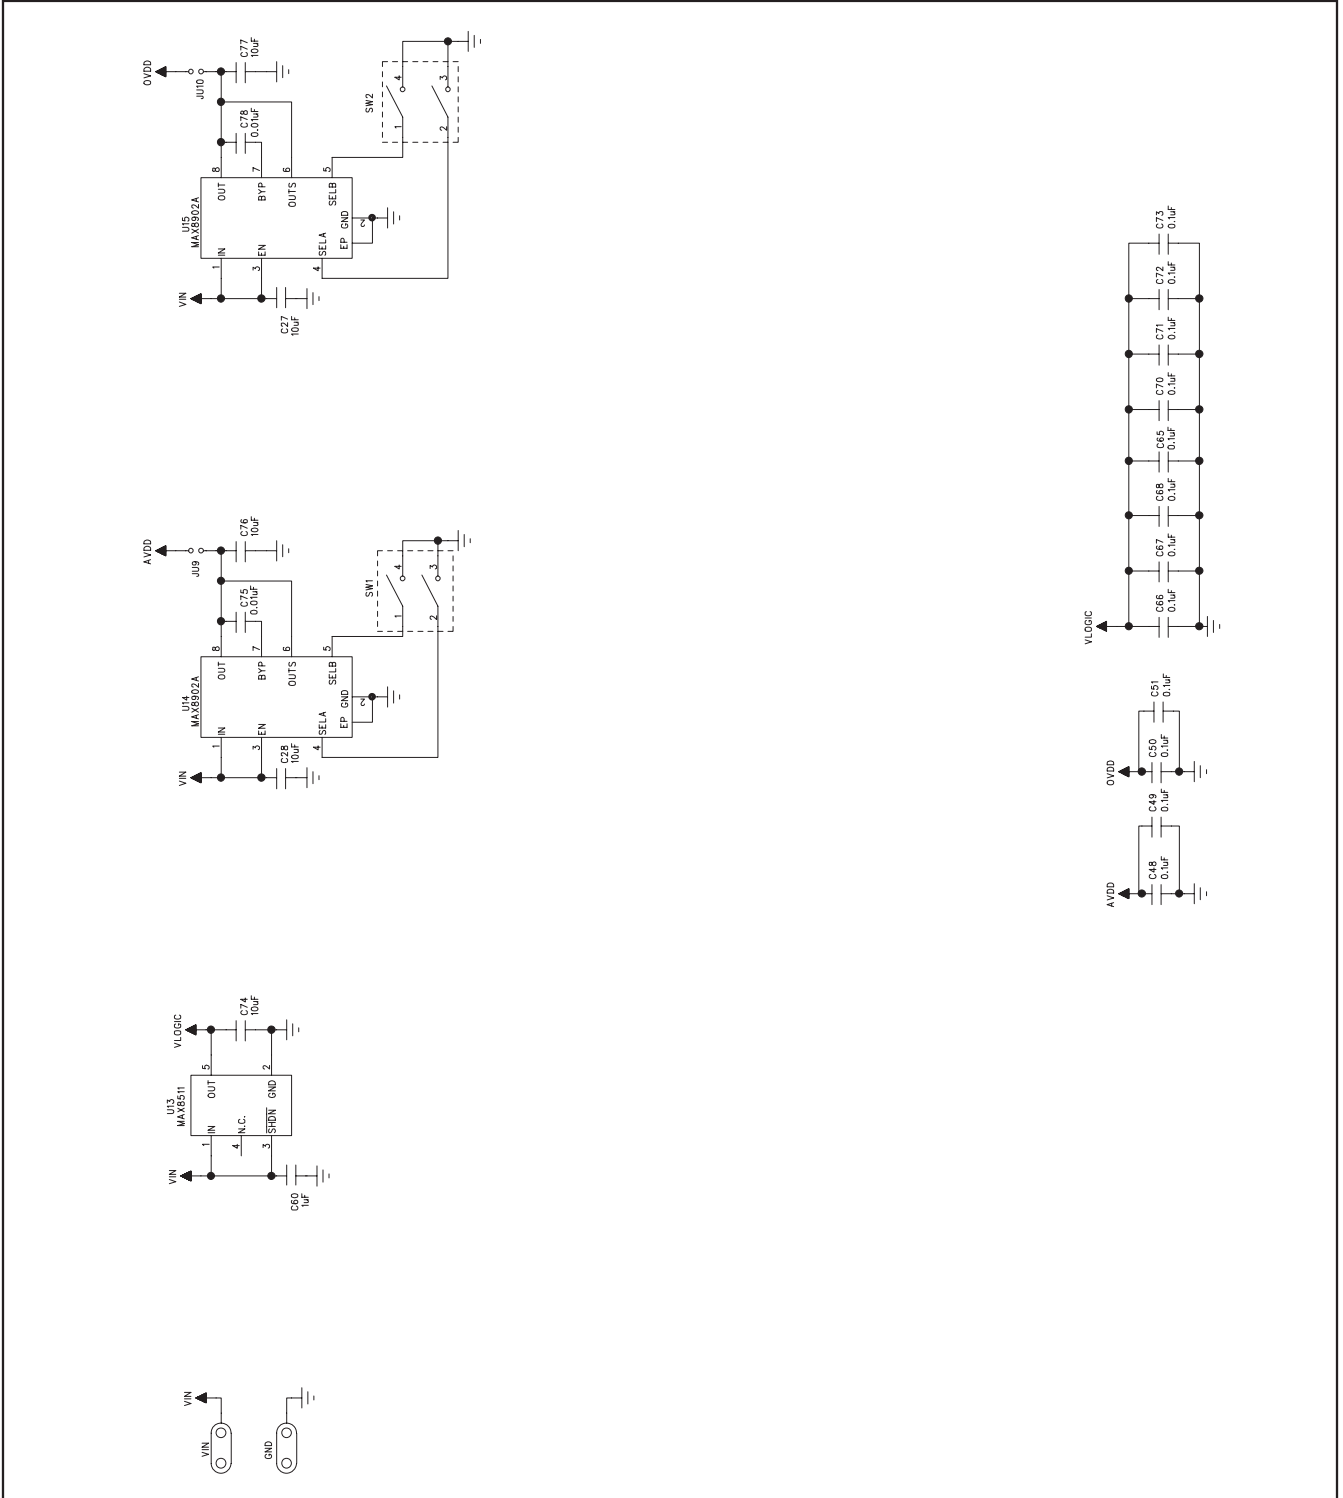 VIN
VIN
GND
VIN
C60
1uF
U13
MAX8511
1
IN
4
N.C.
3
SHDN
OUT
5
GND
2
VLOGIC
C74
10uF
VIN
C28
10uF
U14
MAX8902A
1
IN
3
EN
4
SELA
EP
GND
2
OUT
8
BYP
7
OUTS
6
SELB
5
C75
0.01uF
AVDD
JU9
C76
10uF
SW1
1
4
2
3
VIN
C27
10uF
U15
MAX8902A
1
IN
3
EN
4
SELA
EP
GND
2
OUT
8
BYP
7
OUTS
6
SELB
5
C78
0.01uF
OVDD
JU10
C77
10uF
SW2
1
4
2
3
AVDD
C48
0.1uF
C49
0.1uF
OVDD
C50
0.1uF
C51
0.1uF
VLOGIC
C66
0.1uF
C67
0.1uF
C68
0.1uF
C65
0.1uF
C70
0.1uF
C71
0.1uF
C72
0.1uF
C73
0.1uF